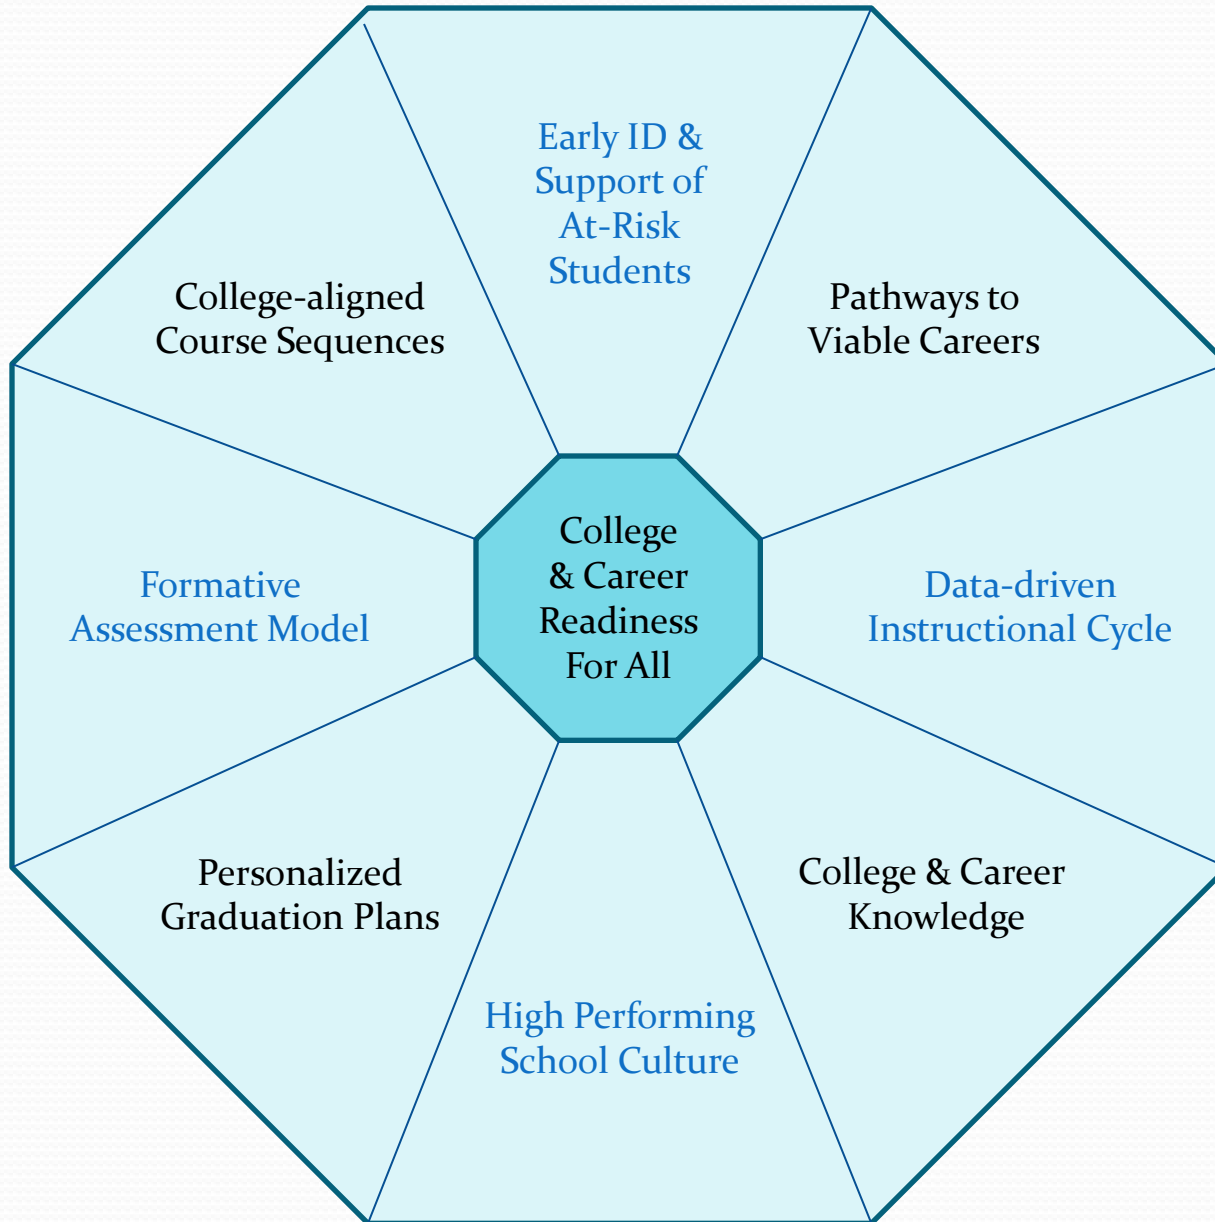 Early ID &
Support of
At-Risk
Students
College-aligned
Course Sequences
Pathways to
Viable Careers
College
& Career
Readiness
For All
Formative
Assessment Model
Data-driven
Instructional Cycle
Personalized
Graduation Plans
College & Career
Knowledge
High Performing
School Culture